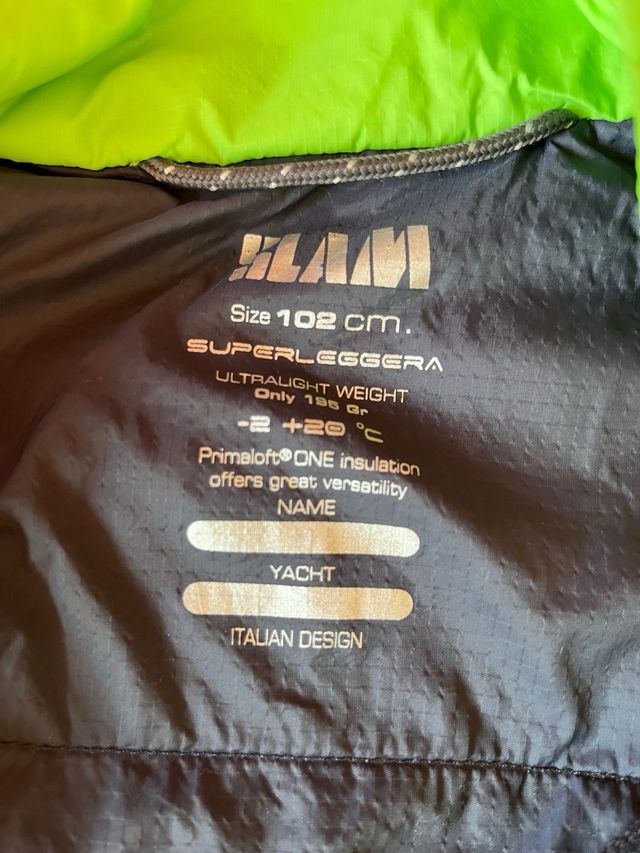 SLAM
Size 102 cm.
SUPERLEGGERA
ULTRALIGHT WEIGHT
Only 195 Gr
-2 +20 °C
Primaloft® ONE insulation
offers great versatility
NAME
YACHT
ITALIAN DESIGN